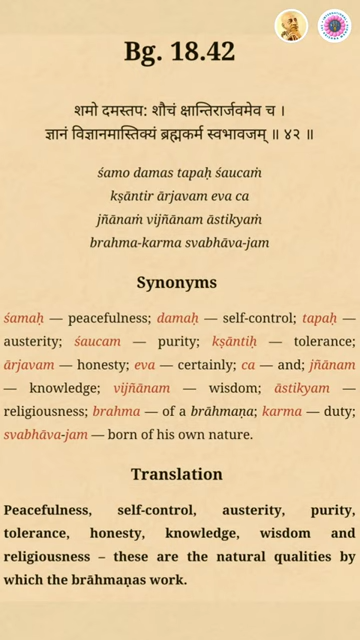 Bg. 18.42
शमो दमस्तप: शौचं क्षान्तिरार्जवमेव च ।
ज्ञानं विज्ञानमास्तिक्यं ब्रह्मकर्म स्वभावजम् ॥ ४२ ॥
śamo damas tapaḥ śaucaṁ
kṣāntir ārjavam eva ca
jñānaṁ vijñānam āstikyaṁ
brahma-karma svabhāva-jam
Synonyms
śamaḥ — peacefulness; damaḥ — self-control; tapaḥ —
austerity; śaucam — purity; kṣāntiḥ — tolerance;
ārjavam — honesty; eva — certainly; ca — and; jñānam
— knowledge; vijñānam — wisdom; āstikyam —
religiousness; brahma — of a brāhmaṇa; karma — duty;
svabhāva-jam — born of his own nature.
Translation
Peacefulness, self-control, austerity, purity,
tolerance, honesty, knowledge, wisdom and
religiousness – these are the natural qualities by
which the brāhmaṇas work.